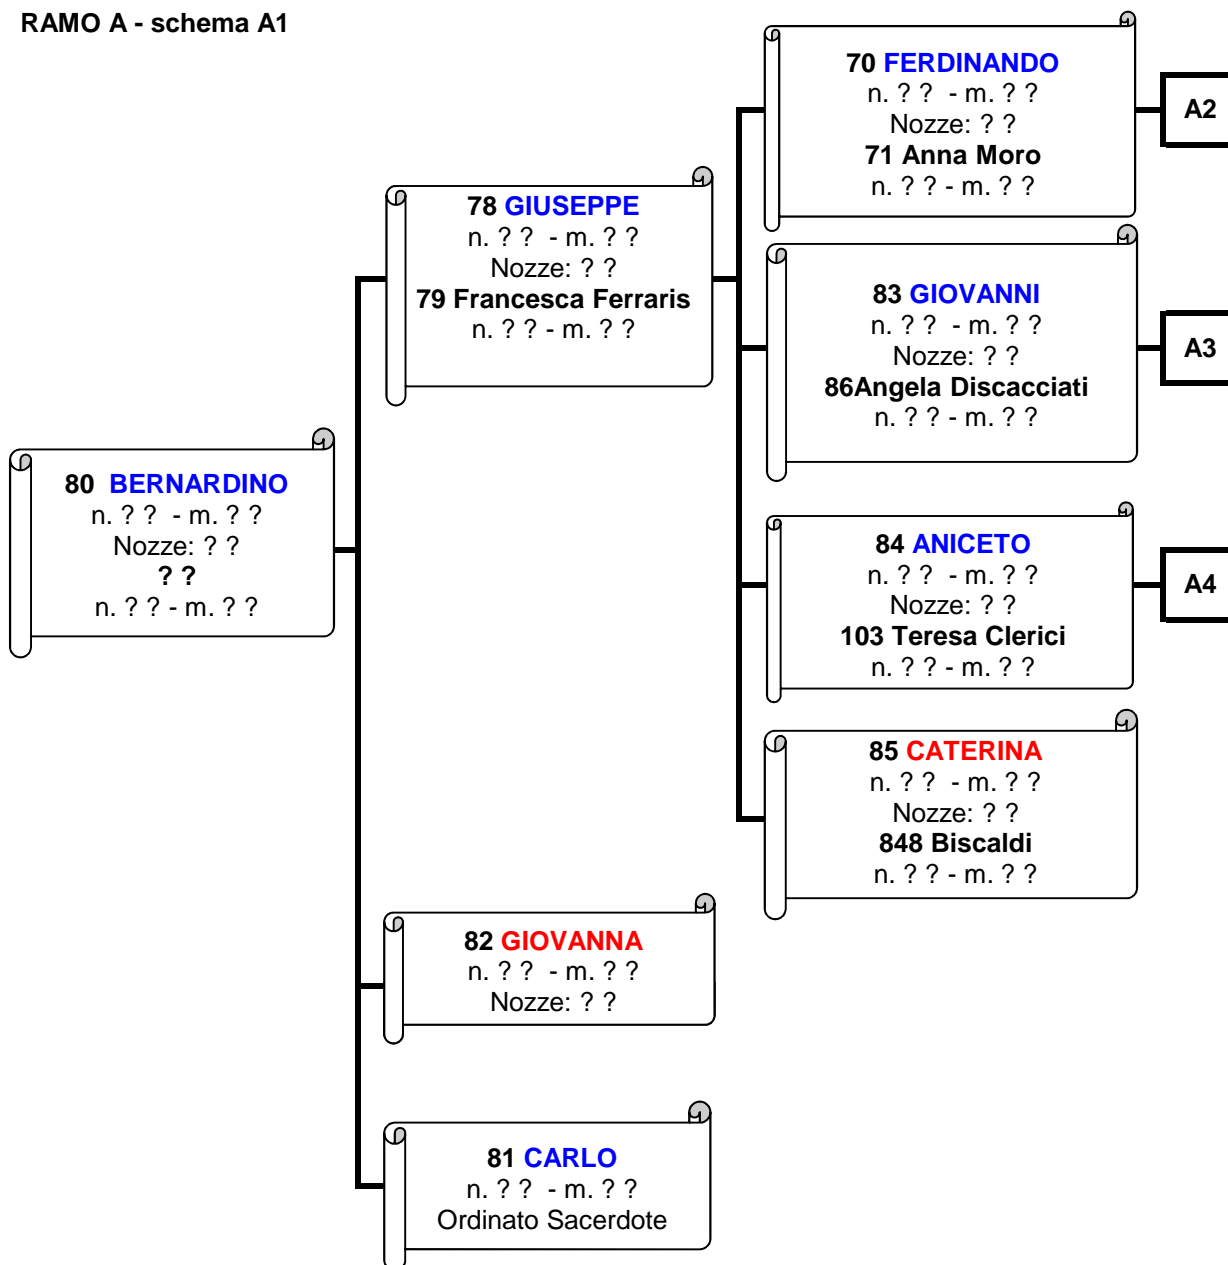 RAMO A - schema A1
70 FERDINANDO
n. ? ? - m. ? ?
Nozze: ? ?
71 Anna Moro
n. ? ? - m. ? ?
A2
78 GIUSEPPE
n. ? ? - m. ? ?
Nozze: ? ?
79 Francesca Ferraris
n. ? ? - m. ? ?
83 GIOVANNI
n. ? ? - m. ? ?
Nozze: ? ?
86Angela Discacciati
n. ? ? - m. ? ?
A3
80 BERNARDINO
n. ? ? - m. ? ?
Nozze: ? ?
? ?
n. ? ? - m. ? ?
84 ANICETO
n. ? ? - m. ? ?
Nozze: ? ?
103 Teresa Clerici
n. ? ? - m. ? ?
A4
85 CATERINA
n. ? ? - m. ? ?
Nozze: ? ?
848 Biscaldi
n. ? ? - m. ? ?
82 GIOVANNA
n. ? ? - m. ? ?
Nozze: ? ?
81 CARLO
n. ? ? - m. ? ?
Ordinato Sacerdote